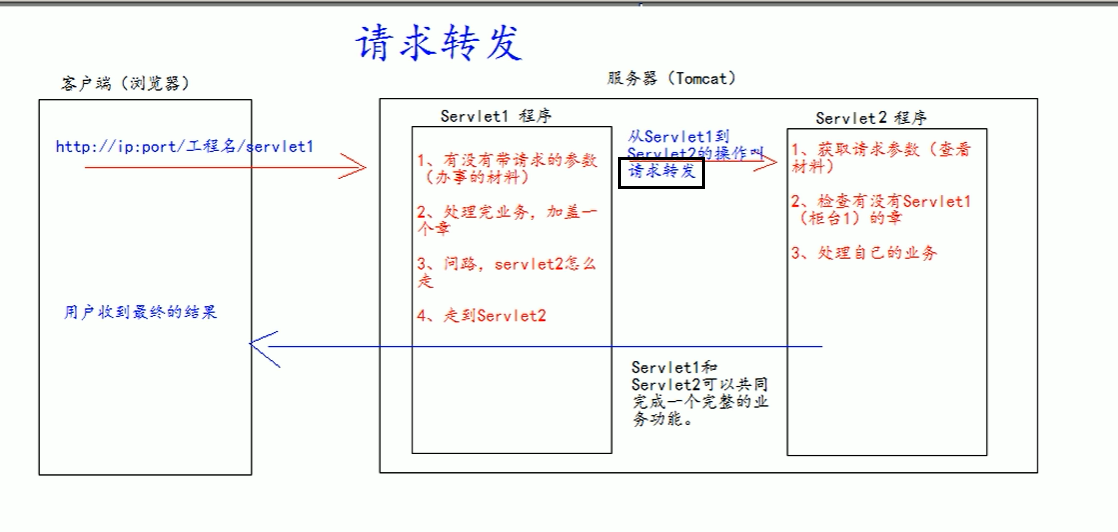 请求转发
客户端（浏览器）
服务器（Tomcat）
http://ip:port/工程名/servlet1
用户收到最终的结果
Servlet1 程序
1、有没有带请求的参数
（办事的材料）
2、处理完业务，加盖一
个章
3、问路，servlet2怎么
走
4、走到Servlet2
从Servlet1到
Servlet2的操作叫
请求转发
Servlet2 程序
1、获取请求参数（查看
材料）
2、检查有没有Servlet1
（柜台1）的章
3、处理自己的业务
Servlet1和
Servlet2可以共同
完成一个完整的业
务功能。